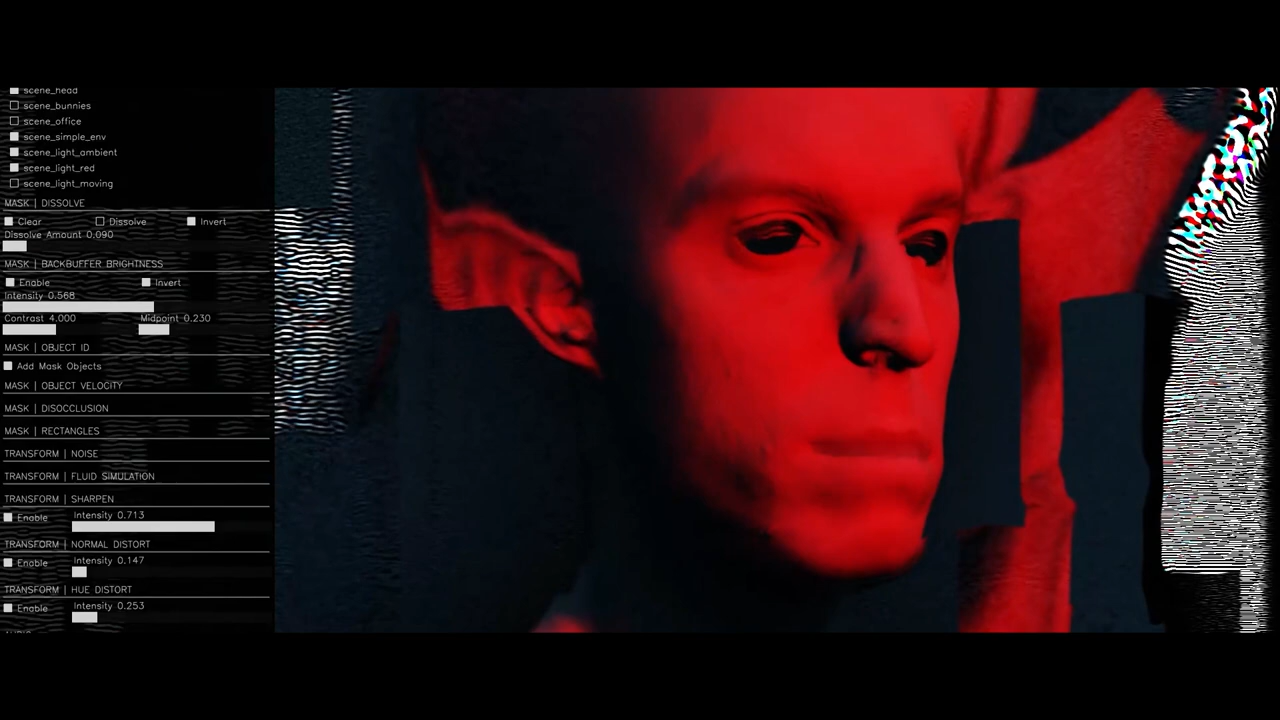 scene_head
scene_bunnies
scene_office
scene_simple_env
scene_light_ambient
scene_light_red
scene_light_moving
MASK | DISSOLVE
Clear Dissolve Invert
Dissolve Amount 0.090
MASK | BACKBUFFER BRIGHTNESS
Enable Invert
Intensity 0.568
Contrast 4.000 Midpoint 0.230
MASK | OBJECT ID
Add Mask Objects
MASK | OBJECT VELOCITY
MASK | DISOCCLUSION
MASK | RECTANGLES
TRANSFORM | NOISE
TRANSFORM | FLUID SIMULATION
TRANSFORM | SHARPEN
Enable Intensity 0.713
TRANSFORM | NORMAL DISTORT
Enable Intensity 0.147
TRANSFORM | HUE DISTORT
Enable Intensity 0.253